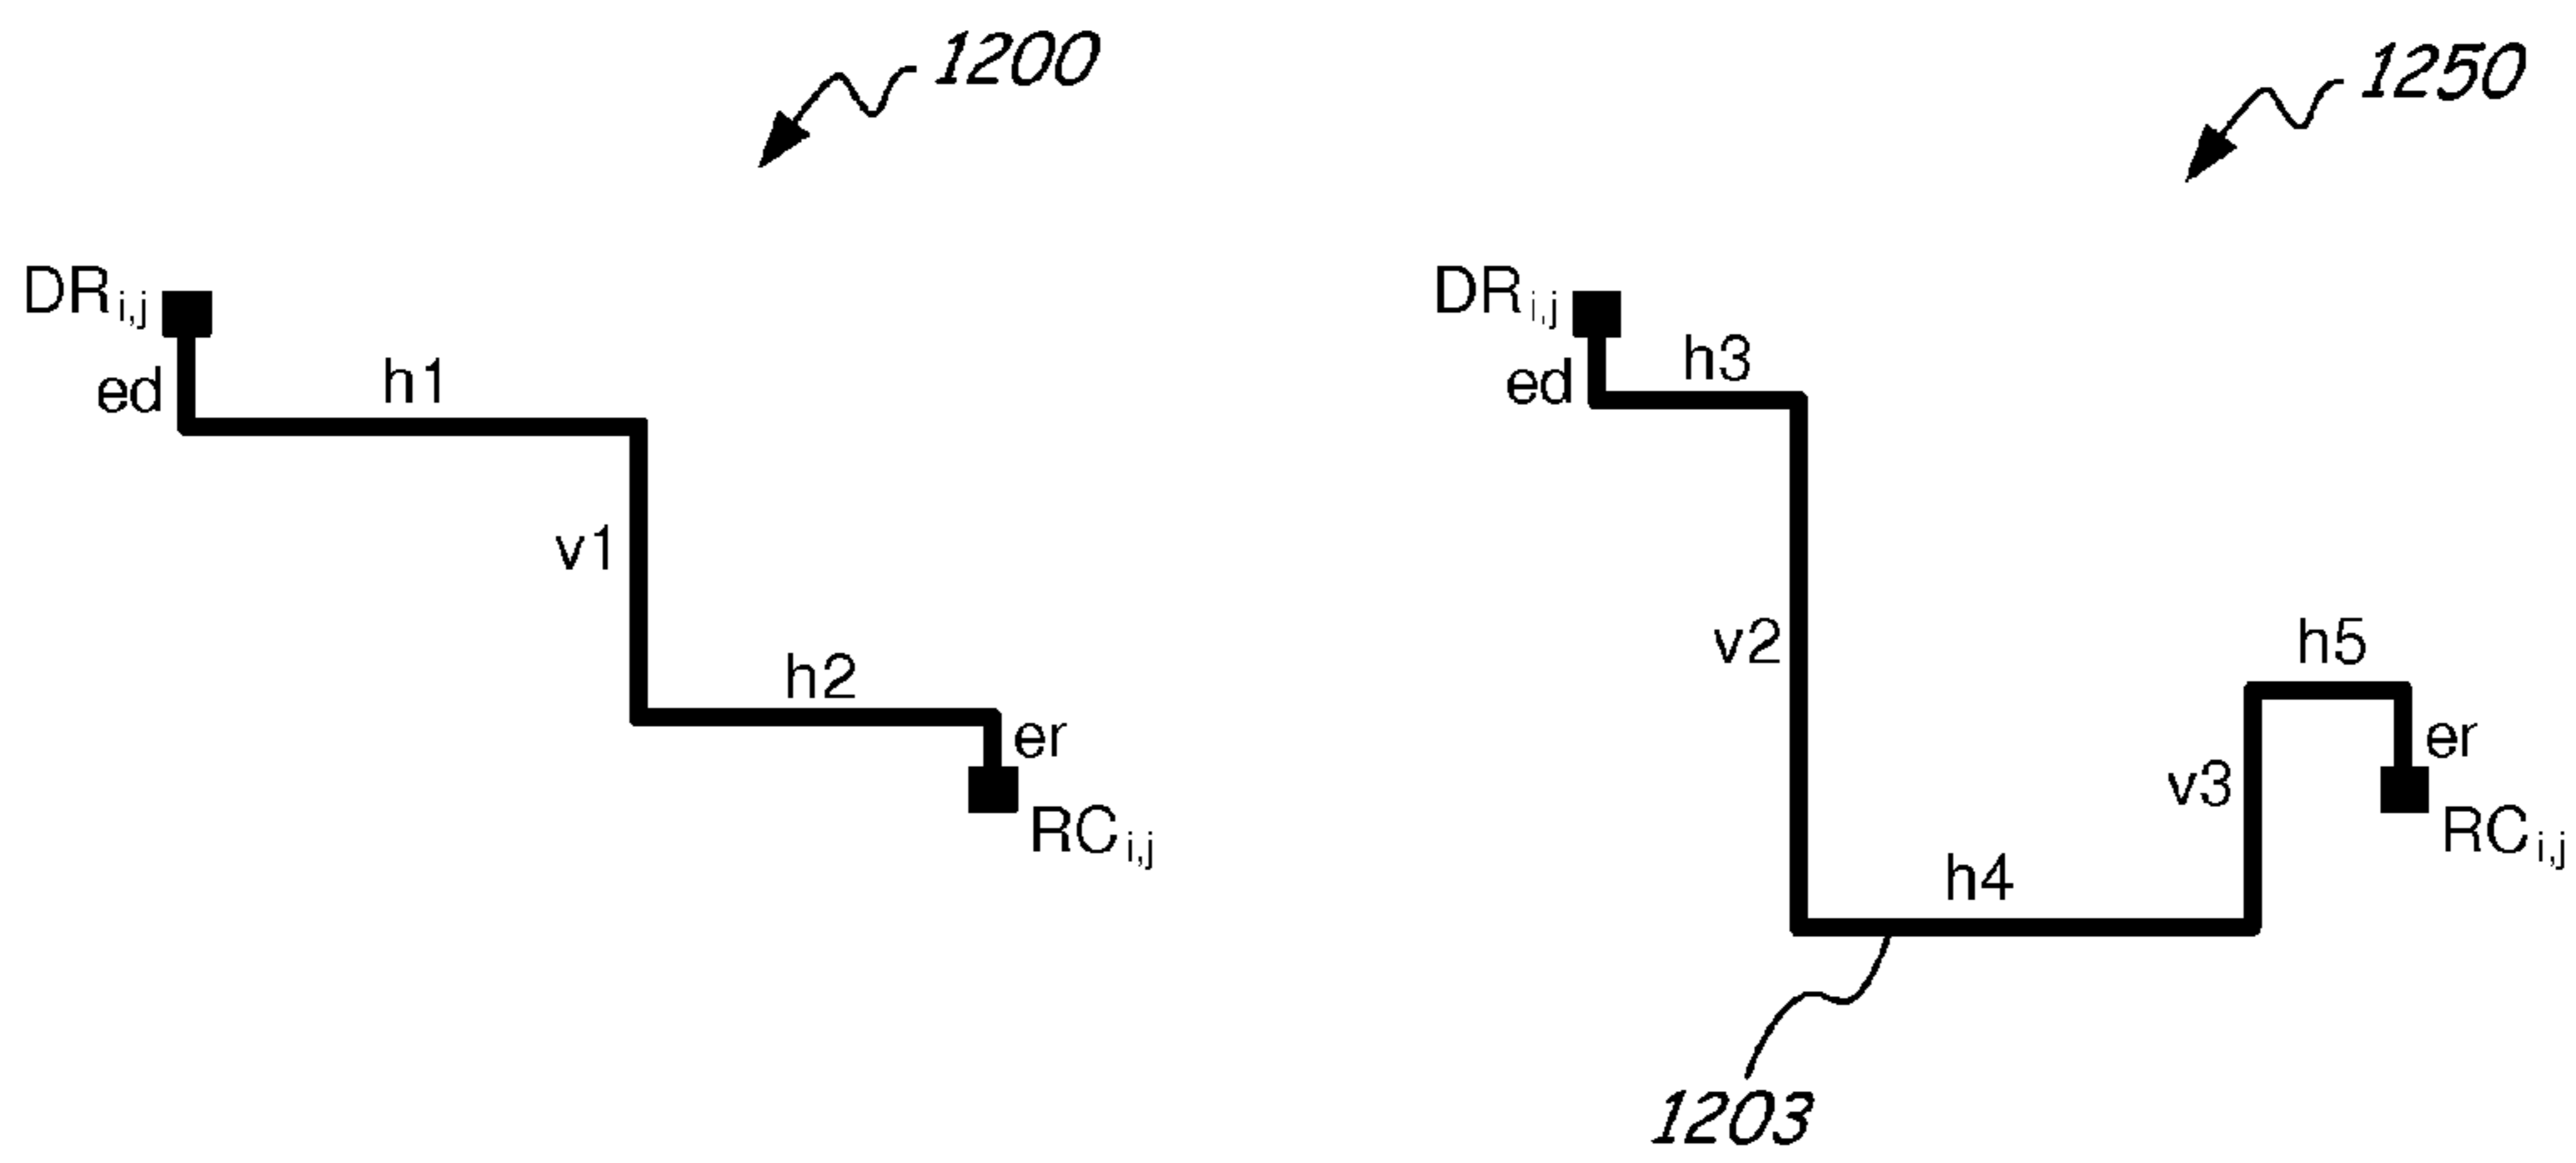 1200
DRi,j
ed
h1
v1
h2
er
RCi,j
1250
DRi,j
ed
h3
v2
h4
v3
h5
er
RCi,j
1203